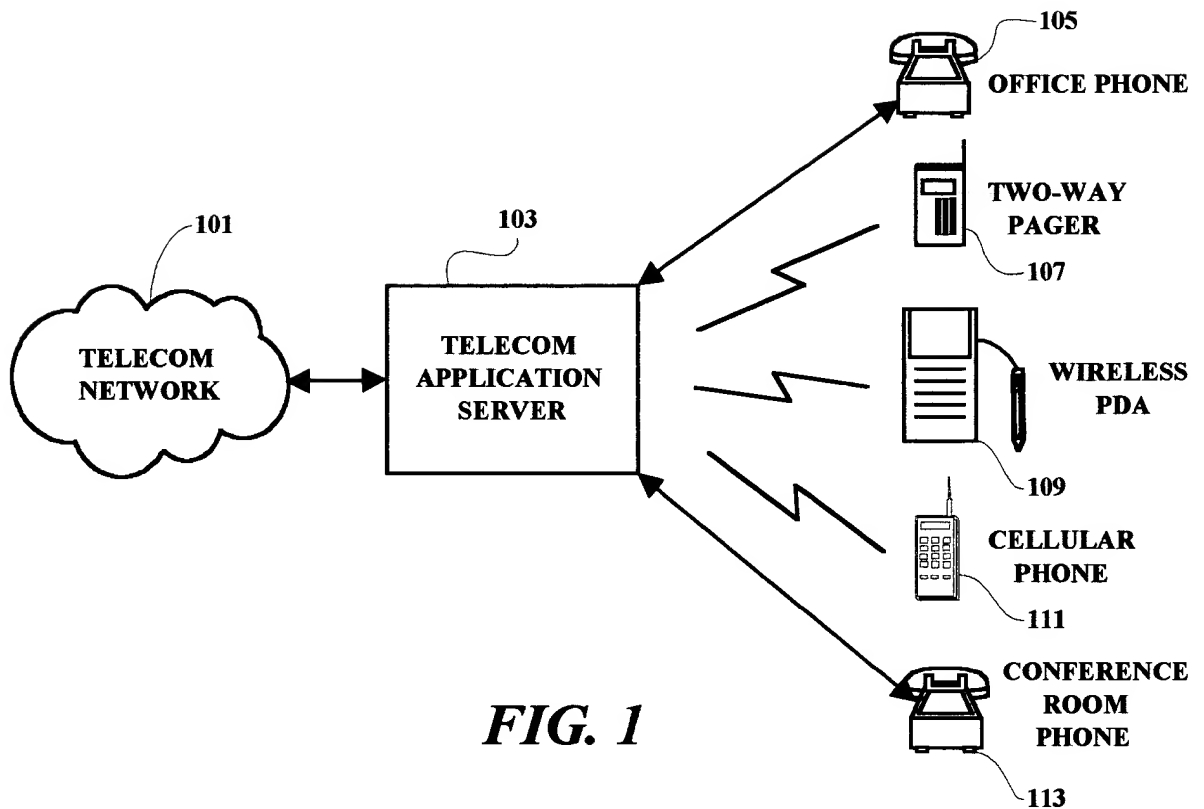 105
OFFICE PHONE
TWO-WAY
PAGER
107
101
103
TELECOM
NETWORK
TELECOM
APPLICATION
SERVER
WIRELESS
PDA
109
CELLULAR
PHONE
111
CONFERENCE
ROOM
PHONE
113
FIG. 1